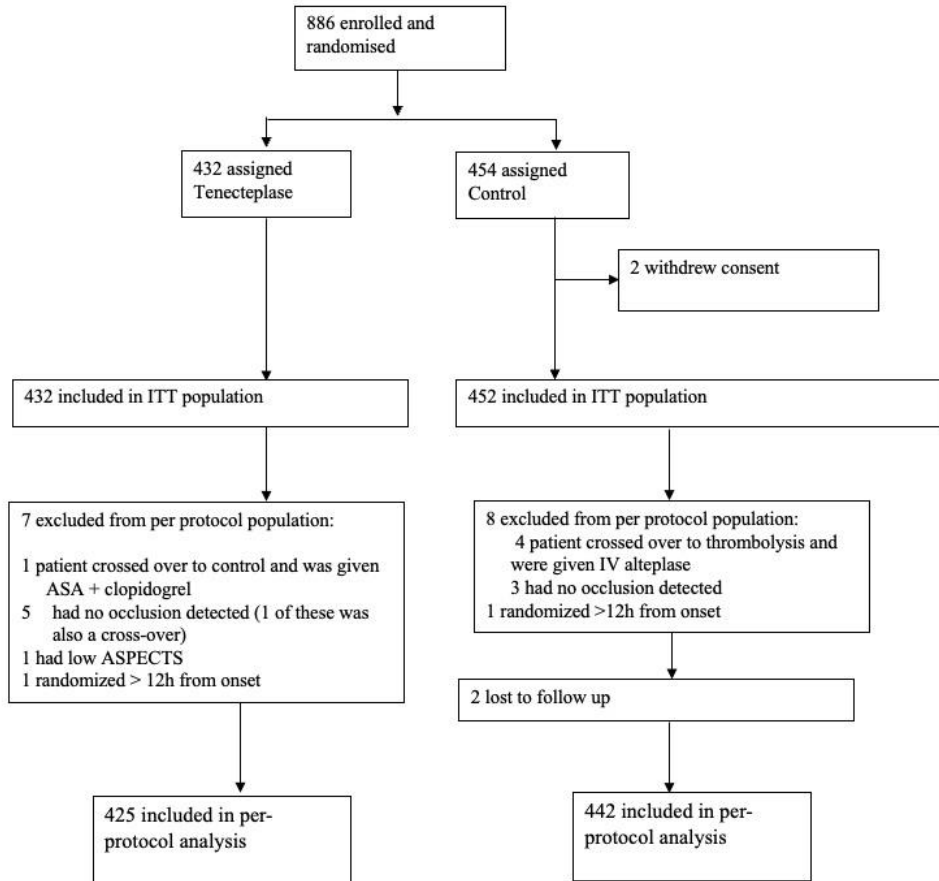 886 enrolled and
randomised
432 assigned
Tenecteplase
454 assigned
Control
2 withdrew consent
432 included in ITT population
452 included in ITT population
7 excluded from per protocol population:
1 patient crossed over to control and was given
ASA + clopidogrel
5 had no occlusion detected (1 of these was
also a cross-over)
1 had low ASPECTS
1 randomized > 12h from onset
8 excluded from per protocol population:
4 patient crossed over to thrombolysis and
were given IV alteplase
3 had no occlusion detected
1 randomized >12h from onset
2 lost to follow up
425 included in per-
protocol analysis
442 included in per-
protocol analysis